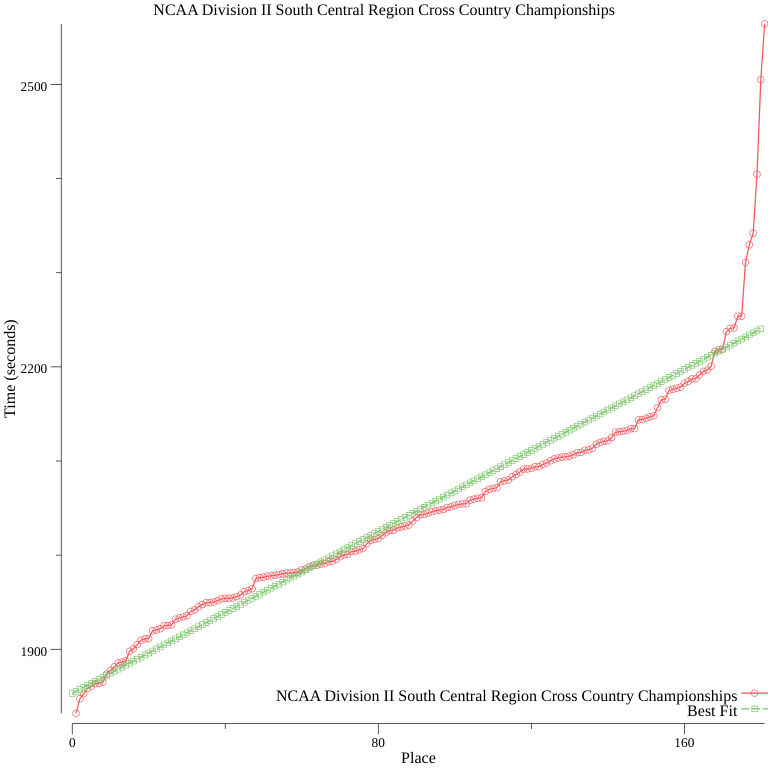 NCAA Division II South Central Region Cross Country Championships
2500
2200
1900
Time (seconds)
NCAA Division II South Central Region Cross Country Championships
Best Fit
0
80
160
Place